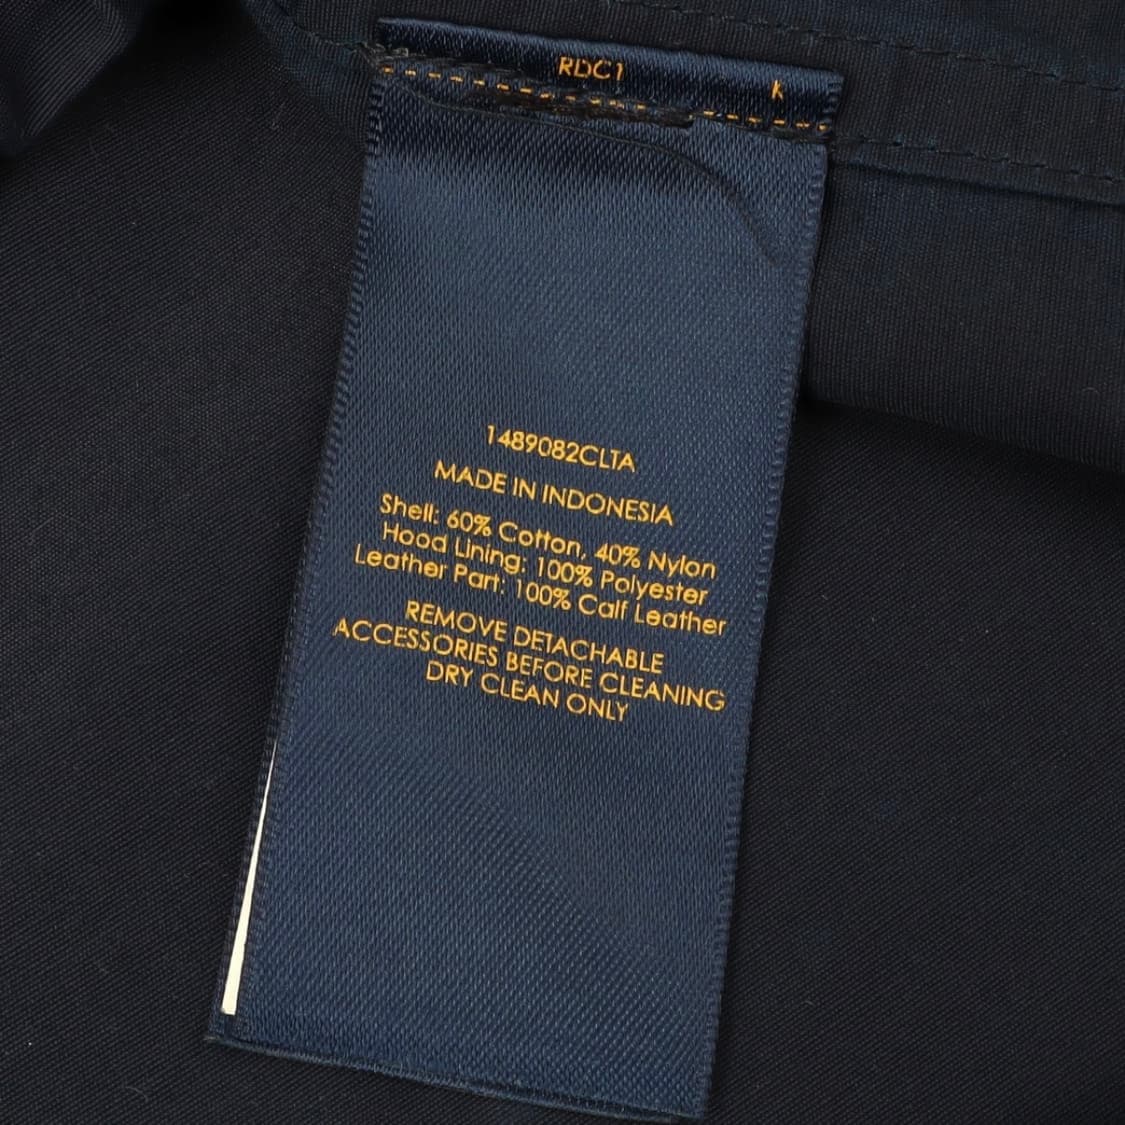 RDC1
K
1489082CLTA
MADE IN INDONESIA
Shell: 60% Cotton, 40% Nylon
Hood Lining: 100% Polyester
Leather Part: 100% Calf Leather
REMOVE DETACHABLE
ACCESSORIES BEFORE CLEANING
DRY CLEAN ONLY